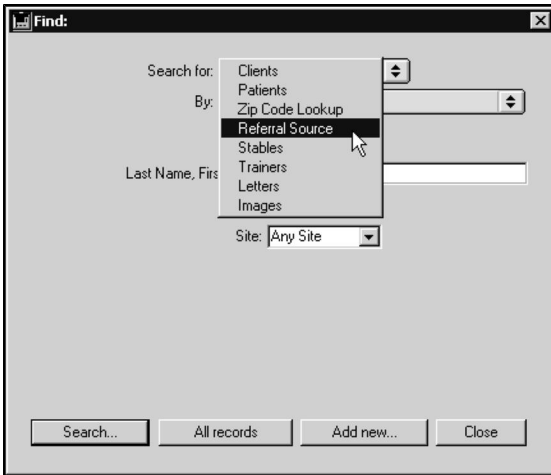 Find:
Search for:
Clients
Patients
By:
Zip Code Lookup
Referral Source
Stables
Last Name, Firs
Trainers
Letters
Images
Site: Any Site
Search...
All records
Add new...
Close